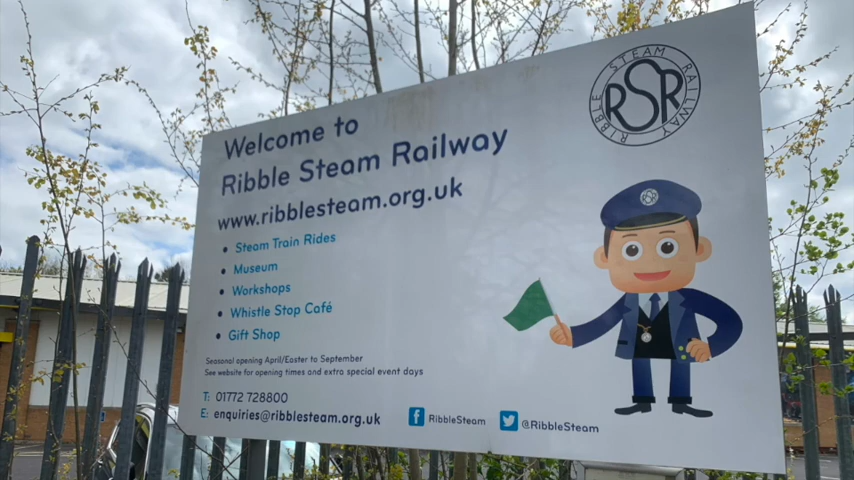 RIBBLE STEAM RAILWAY
RSR
Welcome to
Ribble Steam Railway
www.ribblesteam.org.uk
• Steam Train Rides
• Museum
• Workshops
• Whistle Stop Café
• Gift Shop
Seasonal opening April/Easter to September
See website for opening times and extra special event days
T: 01772 728800
E: enquiries@ribblesteam.org.uk
f RibbleSteam
@RibbleSteam
RSR